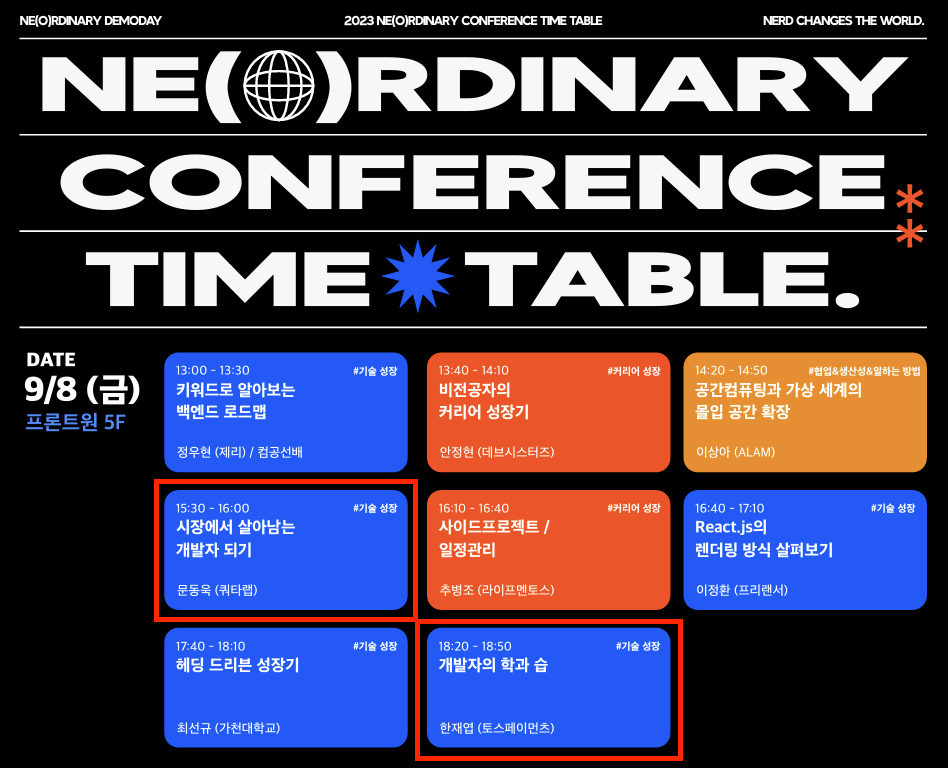 NE(O)RDINARY DEMODAY
2023 NE(O)RDINARY CONFERENCE TIME TABLE
NERD CHANGES THE WORLD.
NE()RDINARY
CONFERENCE
TIME TABLE.
DATE
9/8 (금)
프론트원 5F
13:00 - 13:30 #기술 성장
키워드로 알아보는
백엔드 로드맵
정우현 (제리) / 컴공선배
13:40 - 14:10 #커리어 성장
비전공자의
커리어 성장기
안정현 (데브시스터즈)
14:20 - 14:50 #협업&생산성&일하는 방법
공간컴퓨팅과 가상 세계의
몰입 공간 확장
이상아 (ALAM)
15:30 - 16:00 #기술 성장
시장에서 살아남는
개발자 되기
문동욱 (쿼타랩)
16:10 - 16:40 #커리어 성장
사이드프로젝트 /
일정관리
추병조 (라이프멘토스)
16:40 - 17:10 #기술 성장
React.js의
렌더링 방식 살펴보기
이정환 (프리랜서)
17:40 - 18:10 #기술 성장
헤딩 드리븐 성장기
최선규 (가천대학교)
18:20 - 18:50 #기술 성장
개발자의 학과 습
한재엽 (토스페이먼츠)